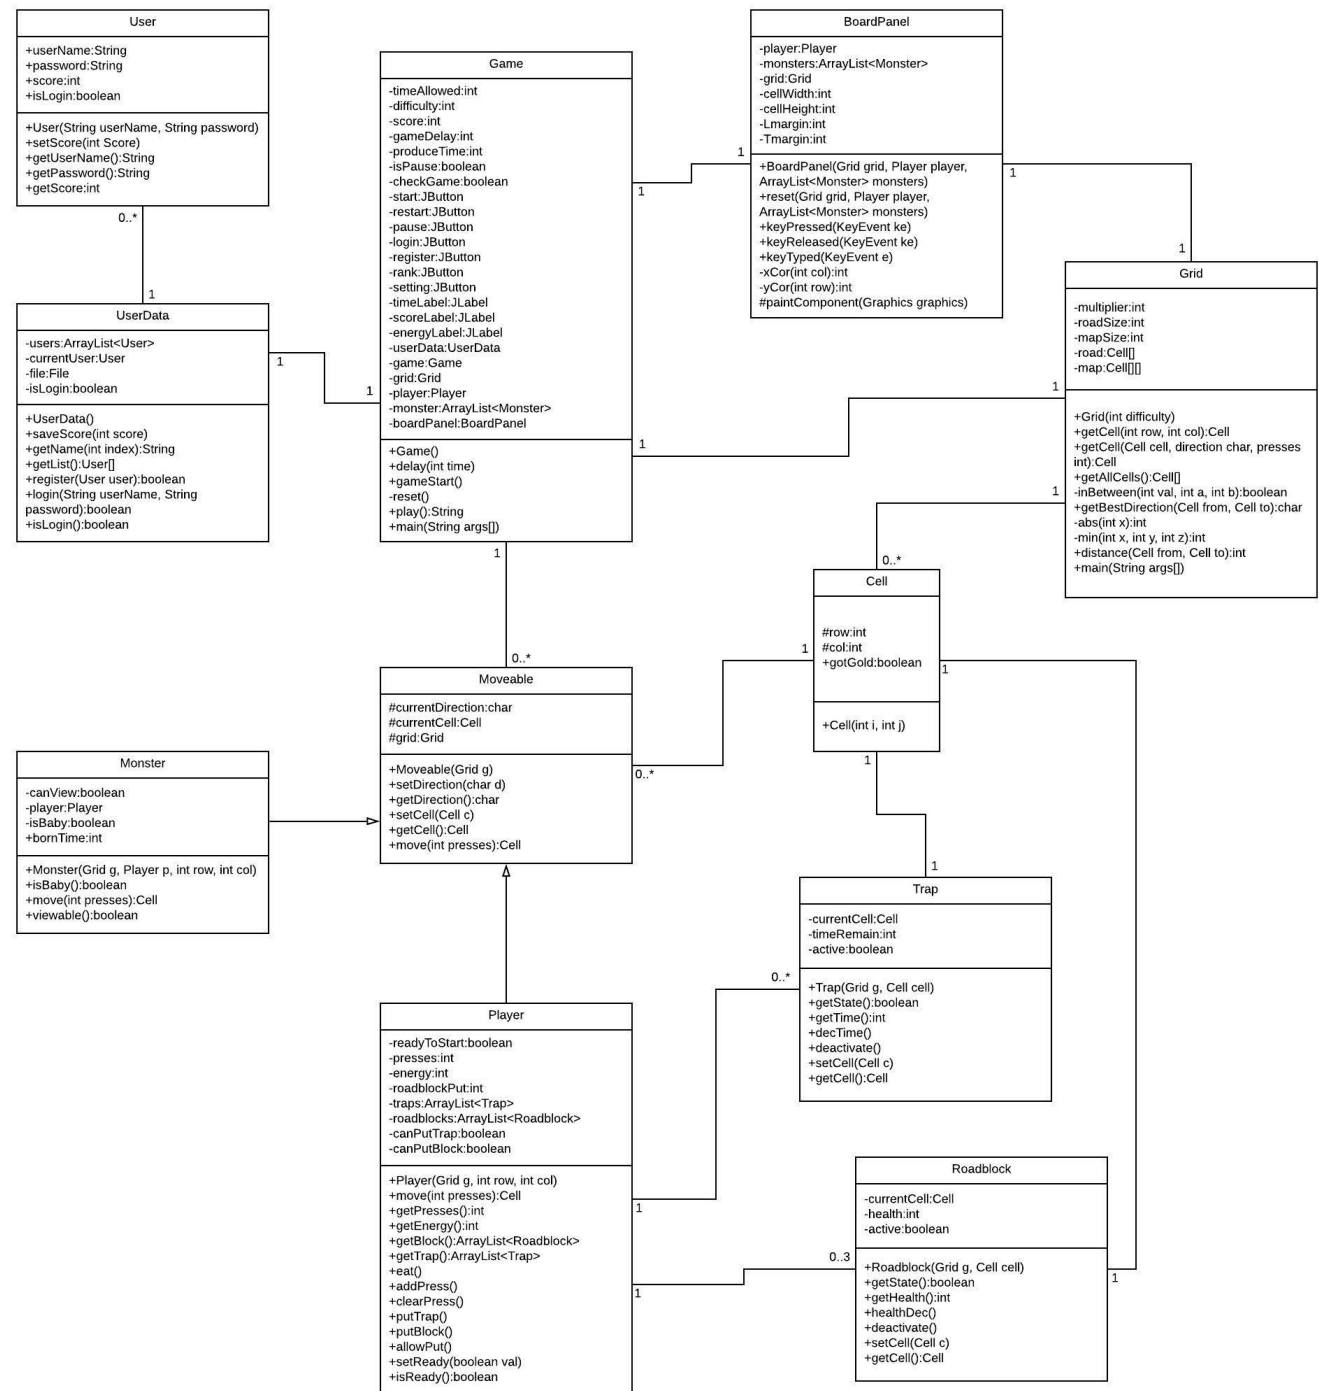 User
+userName:String
+password:String
+score:int
+isLogin:boolean
+User(String userName, String password)
+setScore(int Score)
+getUserName():String
+getPassword():String
+getScore:int
0..*
1
UserData
-users:ArrayList<User>
-currentUser:User
-file:File
-isLogin:boolean
+UserData()
+saveScore(int score)
+getName(int index):String
+getList():User[]
+register(User user):boolean
+login(String userName, String
password):boolean
+isLogin():boolean
1
1
Game
-timeAllowed:int
-difficulty:int
-score:int
-gameDelay:int
-produceTime:int
-isPause:boolean
-checkGame:boolean
-start:JButton
-restart:JButton
-pause:JButton
-login:JButton
-register:JButton
-rank:JButton
-setting:JButton
-timeLabel:JLabel
-scoreLabel:JLabel
-energyLabel:JLabel
-userData:UserData
-game:Game
-grid:Grid
-player:Player
-monster:ArrayList<Monster>
-boardPanel:BoardPanel
+Game()
+delay(int time)
+gameStart()
-reset()
+play():String
+main(String args[])
1
1
BoardPanel
-player:Player
-monsters:ArrayList<Monster>
-grid:Grid
-cellWidth:int
-cellHeight:int
-Lmargin:int
-Tmargin:int
+BoardPanel(Grid grid, Player player,
ArrayList<Monster> monsters)
+reset(Grid grid, Player player,
ArrayList<Monster> monsters)
+keyPressed(KeyEvent ke)
+keyReleased(KeyEvent ke)
+keyTyped(KeyEvent e)
-xCor(int col):int
-yCor(int row):int
#paintComponent(Graphics graphics)
1
1
Grid
-multiplier:int
-roadSize:int
-mapSize:int
-road:Cell[]
-map:Cell[][]
+Grid(int difficulty)
+getCell(int row, int col):Cell
+getCell(Cell cell, direction char, presses
int):Cell
+getAllCells():Cell[]
-inBetween(int val, int a, int b):boolean
+getBestDirection(Cell from, Cell to):char
-abs(int x):int
-min(int x, int y, int z):int
+distance(Cell from, Cell to):int
+main(String args[])
1
1
1
0..*
Cell
#row:int
#col:int
+gotGold:boolean
+Cell(int i, int j)
1
0..*
Moveable
#currentDirection:char
#currentCell:Cell
#grid:Grid
+Moveable(Grid g)
+setDirection(char d)
+getDirection():char
+setCell(Cell c)
+getCell():Cell
+move(int presses):Cell
0..*
1
1
1
Monster
-canView:boolean
-player:Player
-isBaby:boolean
+bornTime:int
+Monster(Grid g, Player p, int row, int col)
+isBaby():boolean
+move(int presses):Cell
+viewable():boolean
1
Trap
-currentCell:Cell
-timeRemain:int
-active:boolean
+Trap(Grid g, Cell cell)
+getState():boolean
+getTime():int
+decTime()
+deactivate()
+setCell(Cell c)
+getCell():Cell
0..*
1
Player
-readyToStart:boolean
-presses:int
-energy:int
-roadblockPut:int
-traps:ArrayList<Trap>
-roadblocks:ArrayList<Roadblock>
-canPutTrap:boolean
-canPutBlock:boolean
+Player(Grid g, int row, int col)
+move(int presses):Cell
+getPresses():int
+getEnergy():int
+getBlock():ArrayList<Roadblock>
+getTrap():ArrayList<Trap>
+eat()
+addPress()
+clearPress()
+putTrap()
+putBlock()
+allowPut()
+setReady(boolean val)
+isReady():boolean
1
0..3
Roadblock
-currentCell:Cell
-health:int
-active:boolean
+Roadblock(Grid g, Cell cell)
+getState():boolean
+getHealth():int
+healthDec()
+deactivate()
+setCell(Cell c)
+getCell():Cell
1